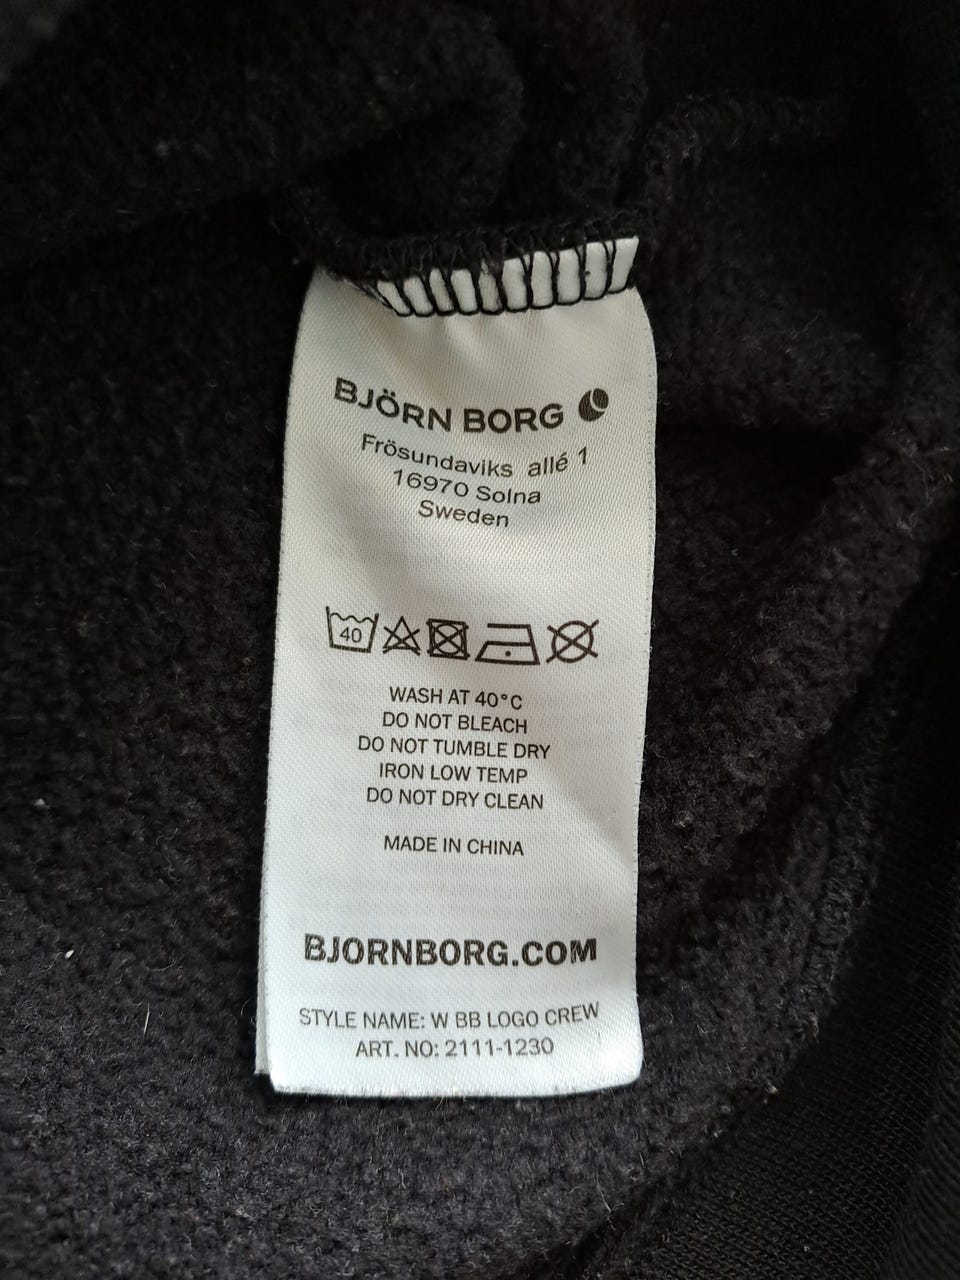 BJÖRN BORG
Frösundaviks allé 1
16970 Solna
Sweden
40
WASH AT 40°C
DO NOT BLEACH
DO NOT TUMBLE DRY
IRON LOW TEMP
DO NOT DRY CLEAN
MADE IN CHINA
BJORNBORG.COM
STYLE NAME: W BB LOGO CREW
ART. NO: 2111-1230